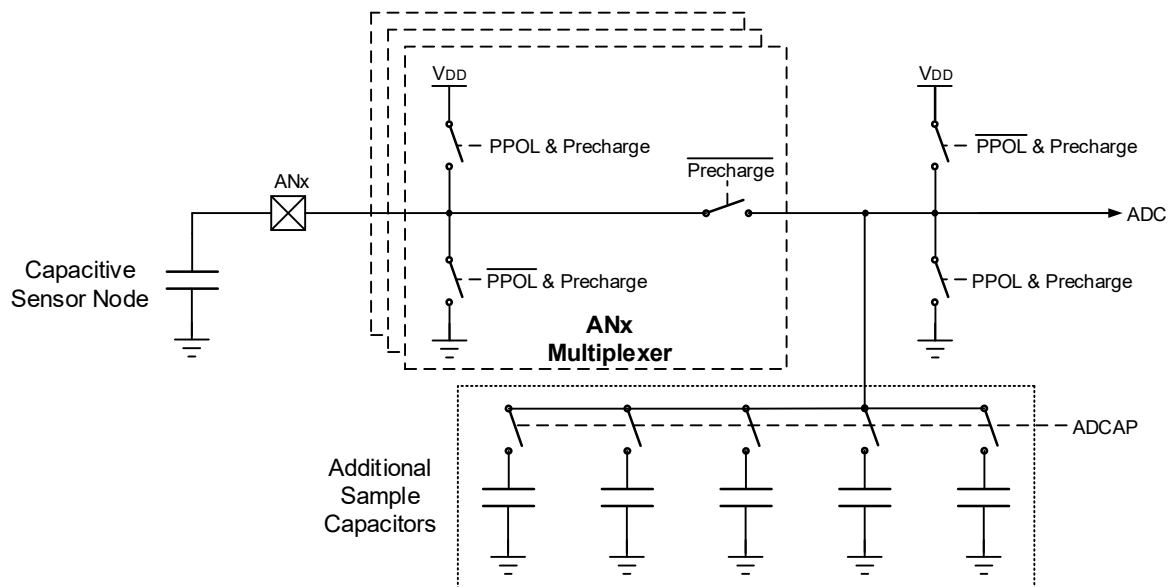 VDD
VDD
PPOL & Precharge
PPOL & Precharge
Precharge
ANx
ADC
Capacitive
Sensor Node
PPOL & Precharge
PPOL & Precharge
ANx
Multiplexer
ADCAP
Additional
Sample
Capacitors